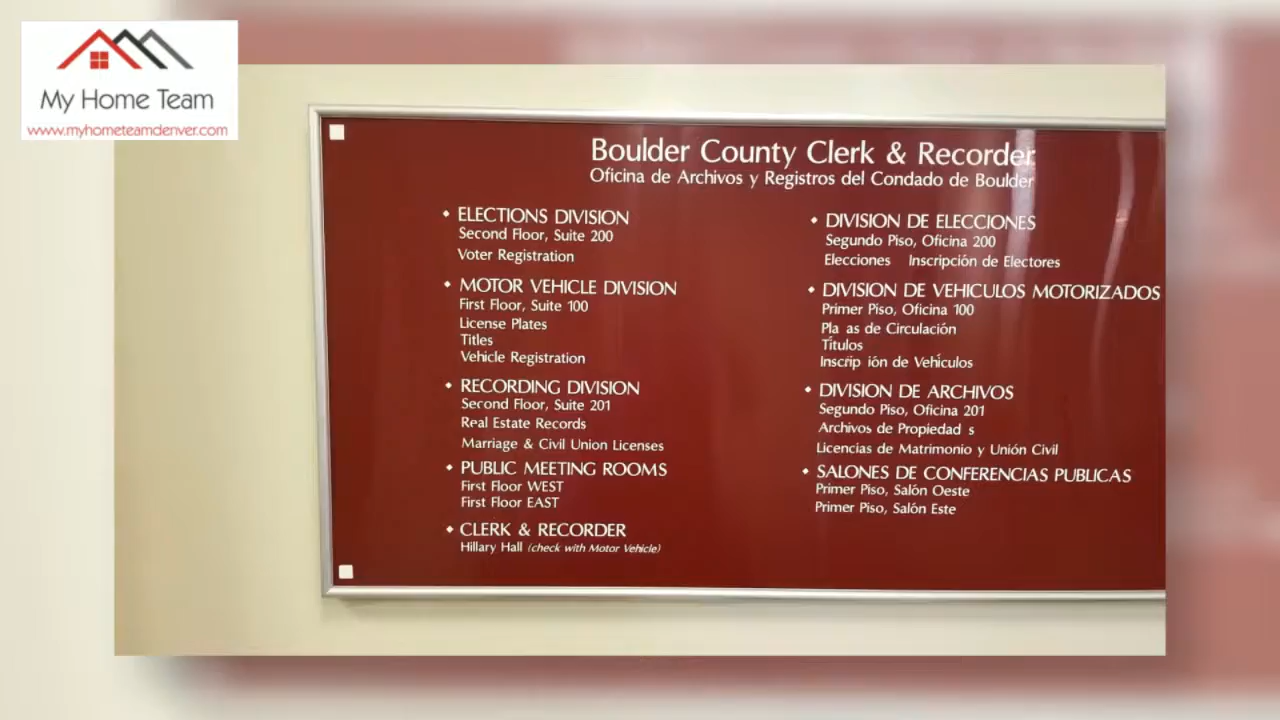 My Home Team
www.myhometeamdenver.com
Boulder County Clerk & Recorder
Oficina de Archivos y Registros del Condado de Boulder
• ELECTIONS DIVISION
Second Floor, Suite 200
Voter Registration
• MOTOR VEHICLE DIVISION
First Floor, Suite 100
License Plates
Titles
Vehicle Registration
• RECORDING DIVISION
Second Floor, Suite 201
Real Estate Records
Marriage & Civil Union Licenses
• PUBLIC MEETING ROOMS
First Floor WEST
First Floor EAST
• CLERK & RECORDER
Hillary Hall (check with Motor Vehicle)
• DIVISION DE ELECCIONES
Segundo Piso, Oficina 200
Elecciones Inscripción de Electores
• DIVISION DE VEHICULOS MOTORIZADOS
Primer Piso, Oficina 100
Pla as de Circulación
Títulos
Inscrip ión de Vehículos
• DIVISION DE ARCHIVOS
Segundo Piso, Oficina 201
Archivos de Propiedad s
Licencias de Matrimonio y Unión Civil
• SALONES DE CONFERENCIAS PUBLICAS
Primer Piso, Salón Oeste
Primer Piso, Salón Este